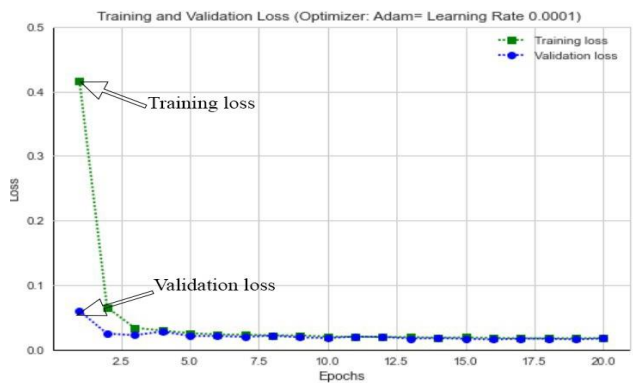 Training and Validation Loss (Optimizer: Adam= Learning Rate 0.0001)
0.5
Training loss
Validation loss
0.4
Training loss
0.3
Loss
0.2
0.1
Validation loss
0.0
2.5 5.0 7.5 10.0 12.5 15.0 17.5 20.0
Epochs